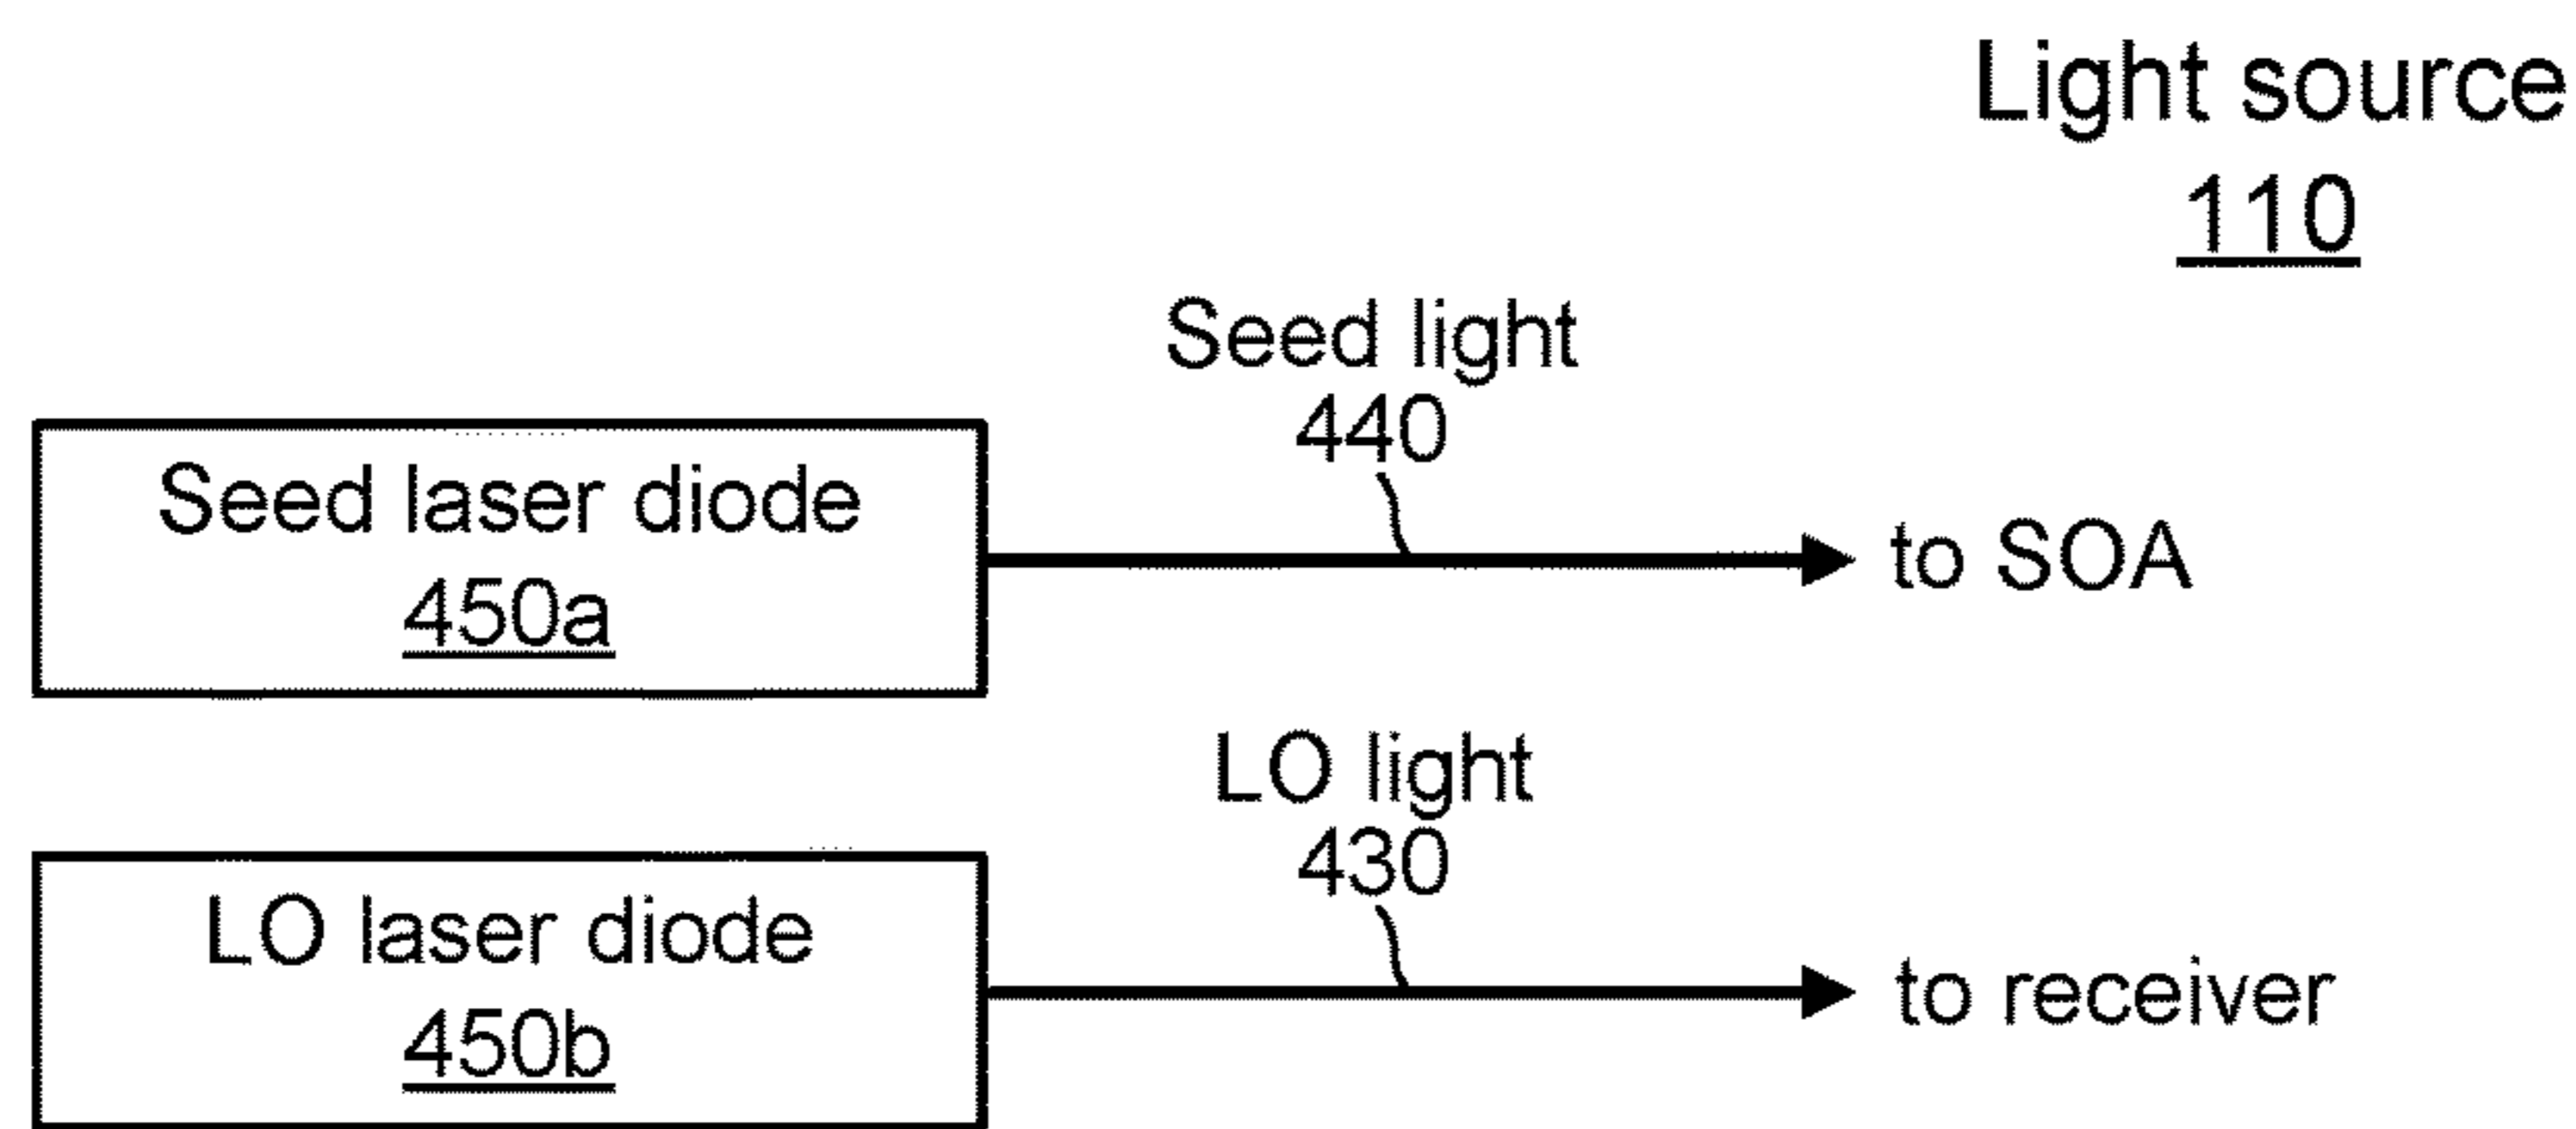 Light source
110
Seed light
440
Seed laser diode
450a
to SOA
LO light
430
LO laser diode
450b
to receiver